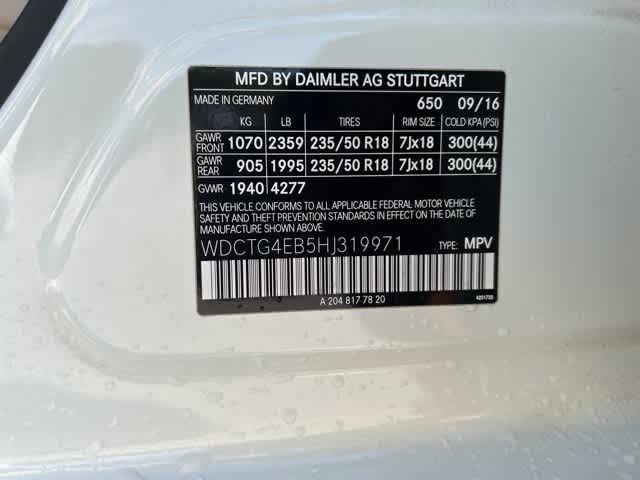 MFD BY DAIMLER AG STUTTGART
MADE IN GERMANY 650 09/16
KG LB TIRES RIM SIZE COLD KPA (PSI)
GAWR FRONT 1070 2359 235/50 R18 7Jx18 300(44)
GAWR REAR 905 1995 235/50 R18 7Jx18 300(44)
GVWR 1940 4277
THIS VEHICLE CONFORMS TO ALL APPLICABLE FEDERAL MOTOR VEHICLE
SAFETY AND THEFT PREVENTION STANDARDS IN EFFECT ON THE DATE OF
MANUFACTURE SHOWN ABOVE.
WDCTG4EB5HJ319971 TYPE: MPV
A 204 817 78 20